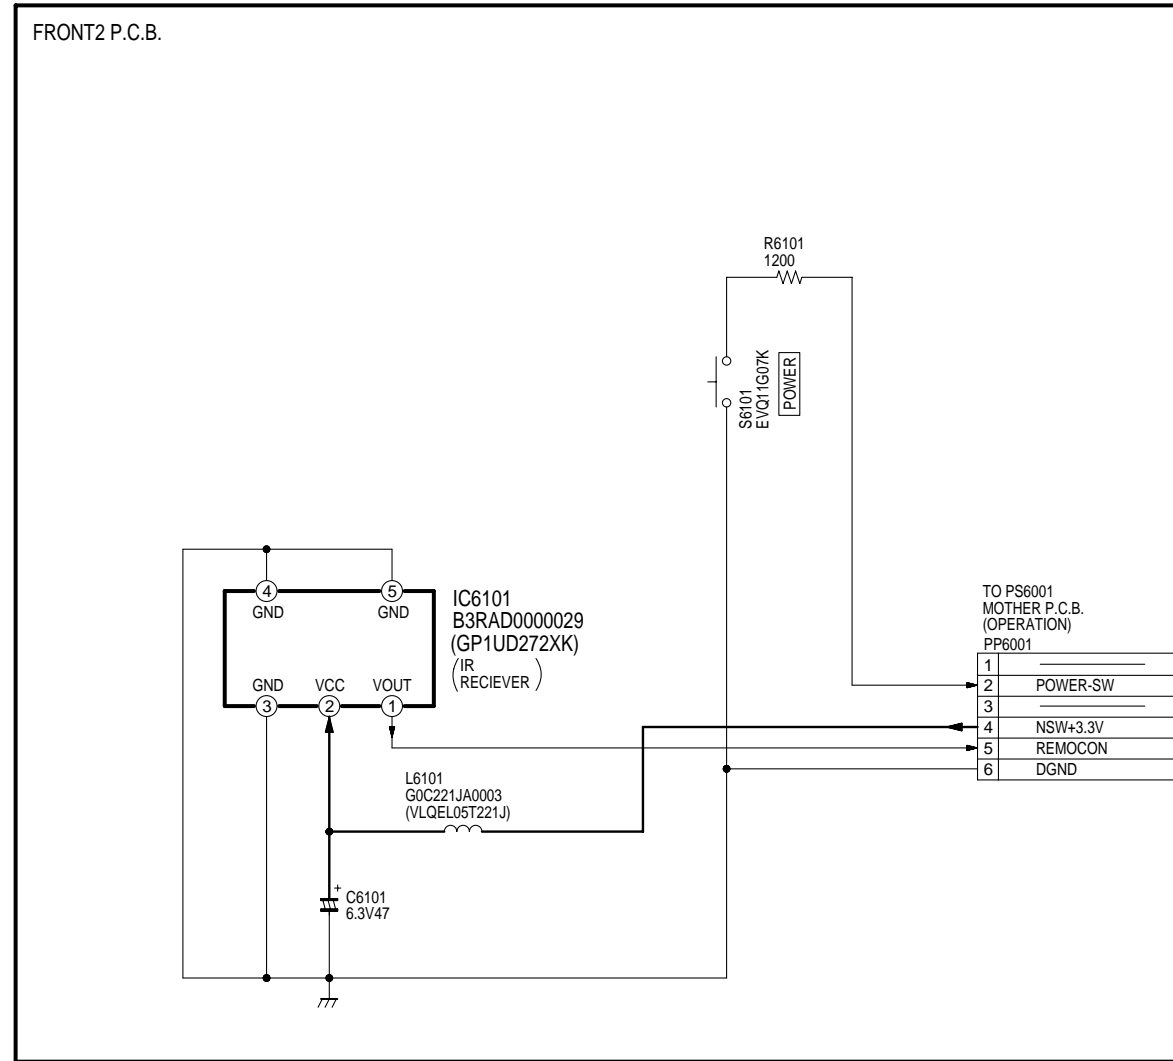 FRONT2 P.C.B.
R6101
1200
S6101
EVQ11G07K
POWER
4
GND
5
GND
IC6101
B3RAD0000029
(GP1UD272XK)
(IR
RECIEVER)
GND
VCC
VOUT
3
2
1
TO PS6001
MOTHER P.C.B.
(OPERATION)
PP6001
1
2 POWER-SW
3
4 NSW+3.3V
5 REMOCON
6 DGND
L6101
G0C221JA0003
(VLQEL05T221J)
+
C6101
6.3V47